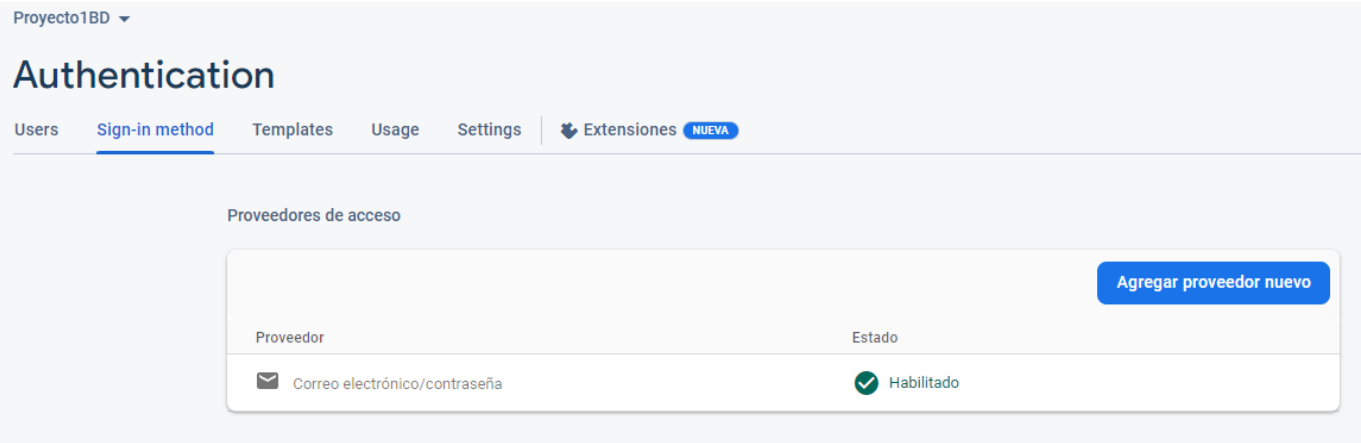 Proyecto1BD
Authentication
Users Sign-in method Templates Usage Settings Extensiones NUEVA
Proveedores de acceso
Agregar proveedor nuevo
Proveedor Estado
Correo electrónico/contraseña Habilitado